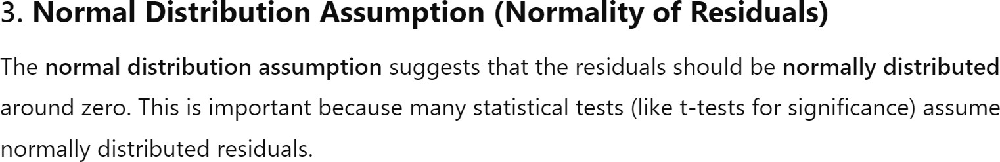 3. Normal Distribution Assumption (Normality of Residuals)
The normal distribution assumption suggests that the residuals should be normally distributed
around zero. This is important because many statistical tests (like t-tests for significance) assume
normally distributed residuals.